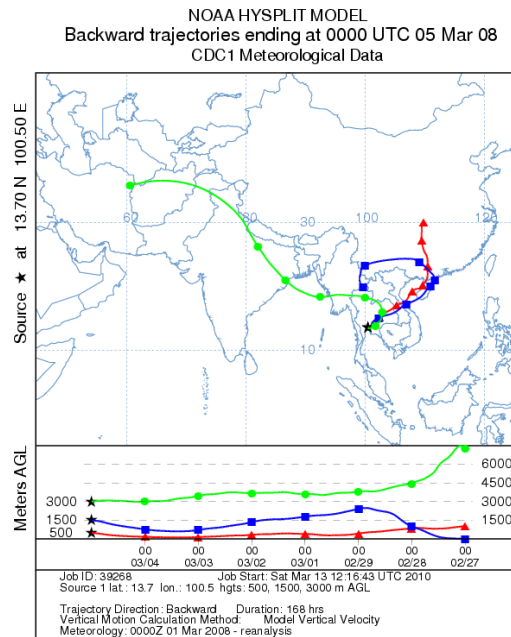 NOAA HYSPLIT MODEL
Backward trajectories ending at 0000 UTC 05 Mar 08
CDC1 Meteorological Data
Source ★ at 13.70 N 100.50 E
60 80 30 100 120
10
Meters AGL
3000
1500
500
6000
4500
3000
1500
00 00 00 00 00 00 00
03/04 03/03 03/02 03/01 02/29 02/28 02/27
Job ID: 39268 Job Start: Sat Mar 13 12:16:43 UTC 2010
Source 1 lat.: 13.7 lon.: 100.5 hgts: 500, 1500, 3000 m AGL
Trajectory Direction: Backward Duration: 168 hrs
Vertical Motion Calculation Method: Model Vertical Velocity
Meteorology: 0000Z 01 Mar 2008 - reanalysis